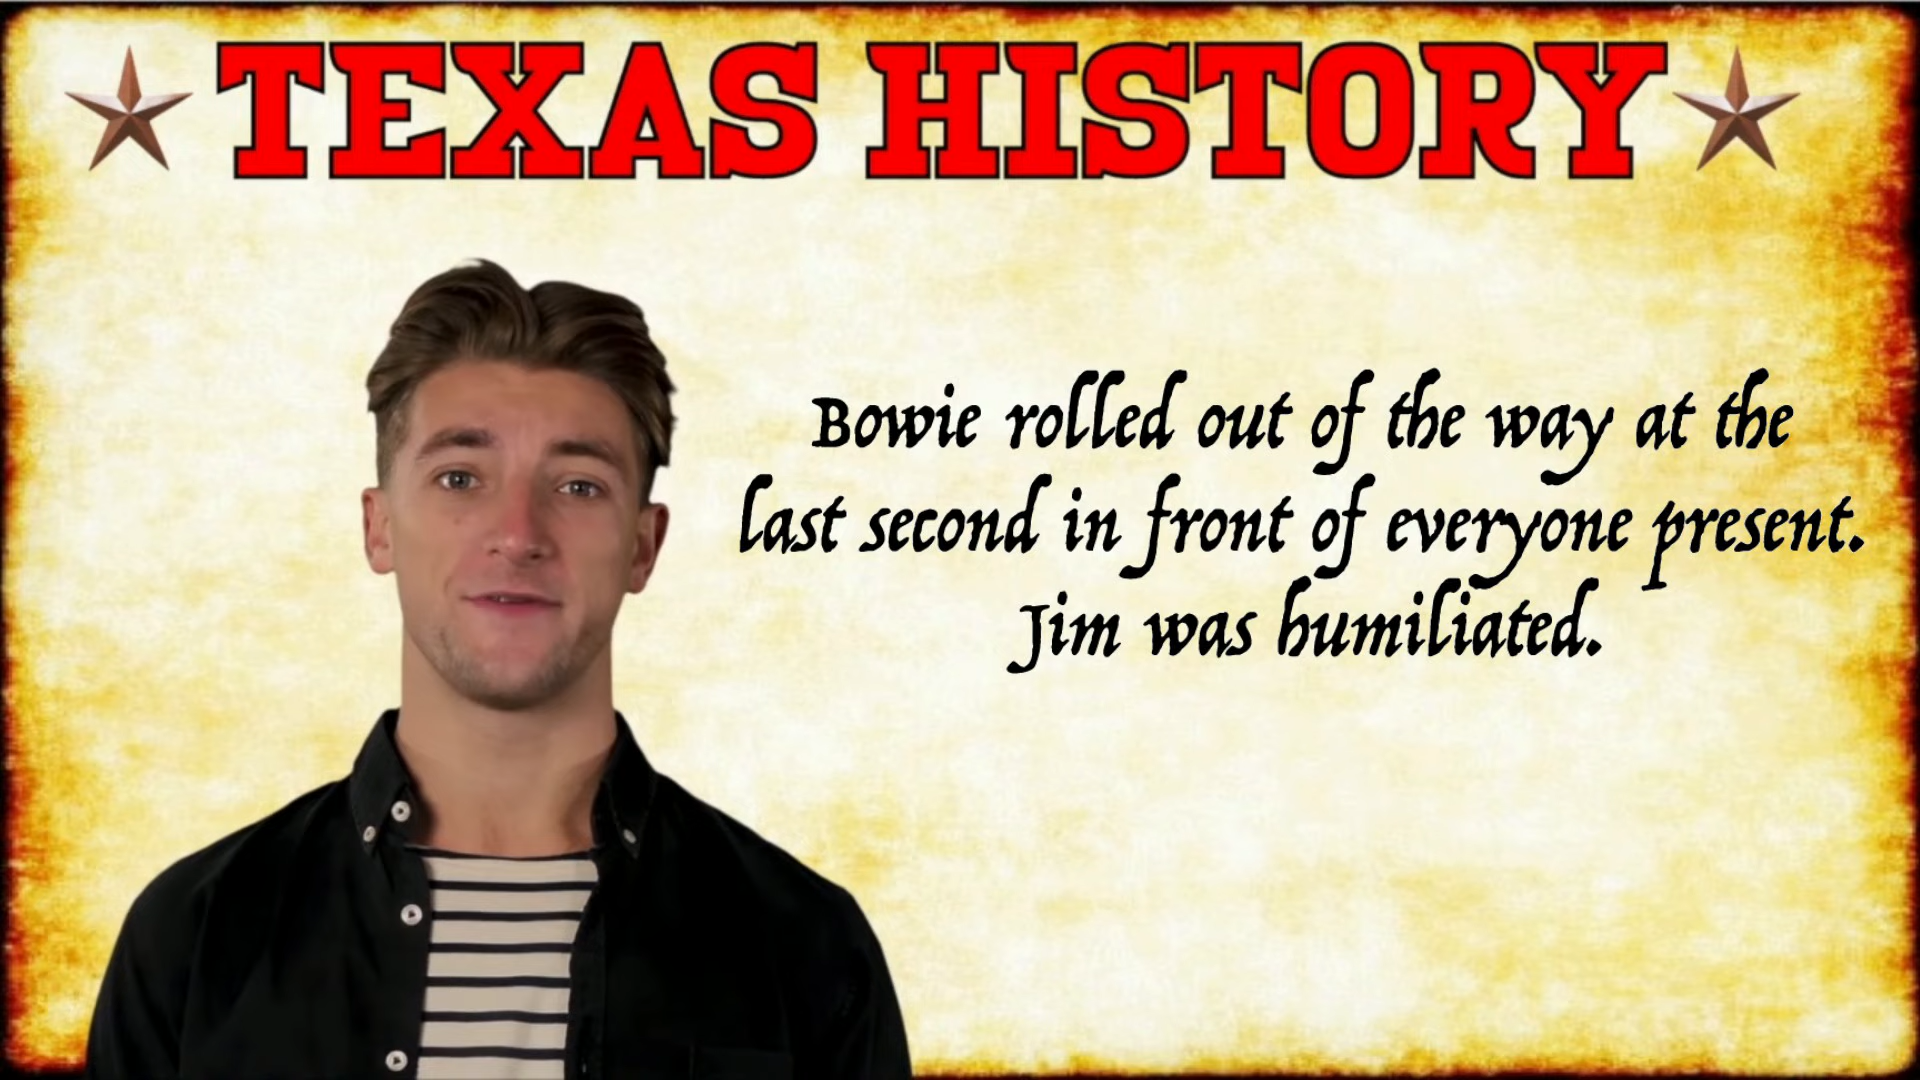 TEXAS HISTORY
Bowie rolled out of the way at the
last second in front of everyone present.
Jim was humiliated.